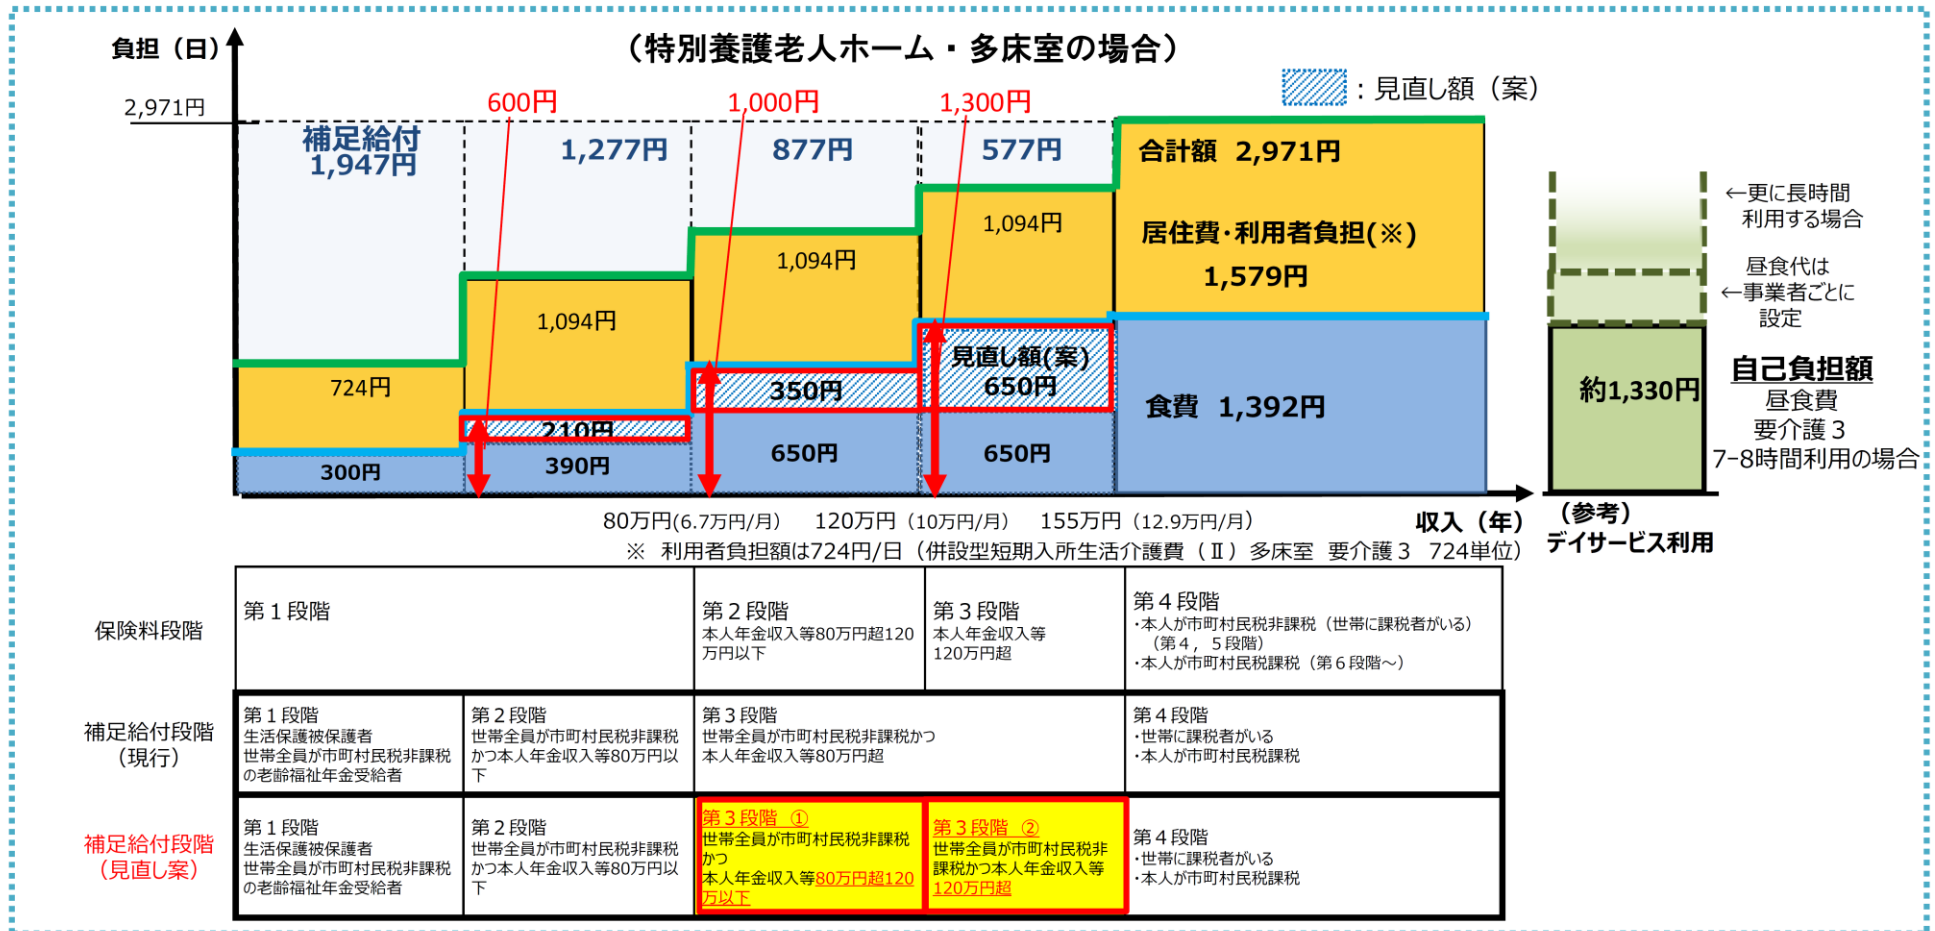 (特別養護老人ホーム・多床室の場合)
負担(日)
2,971円
600円
1,000円
1,300円
:見直し額(案)
補足給付
1,947円
1,277円
877円
577円
合計額 2,971円
居住費・利用者負担(※)
1,579円
724円
1,094円
1,094円
1,094円
食費 1,392円
見直し額(案)
650円
350円
210円
300円
390円
650円
650円
←更に長時間
利用する場合
昼食代は
←事業者ごとに
設定
約1,330円
自己負担額
昼食費
要介護3
7-8時間利用の場合
80万円(6.7万円/月)
120万円(10万円/月)
155万円(12.9万円/月)
収入(年)
(参考)
デイサービス利用
※ 利用者負担額は724円/日(併設型短期入所生活介護費(Ⅱ)多床室 要介護3 724単位)
保険料段階
第1段階
第2段階
本人年金収入等80万円超120
万円以下
第3段階
本人年金収入等
120万円超
第4段階
・本人が市町村民税非課税(世帯に課税者がいる)
(第4,5段階)
・本人が市町村民税課税(第6段階~)
補足給付段階
(現行)
第1段階
生活保護被保護者
世帯全員が市町村民税非課税
の老齢福祉年金受給者
第2段階
世帯全員が市町村民税非課税
かつ本人年金収入等80万円以
下
第3段階
世帯全員が市町村民税非課税かつ
本人年金収入等80万円超
第4段階
・世帯に課税者がいる
・本人が市町村民税課税
補足給付段階
(見直し案)
第1段階
生活保護被保護者
世帯全員が市町村民税非課税
の老齢福祉年金受給者
第2段階
世帯全員が市町村民税非課税
かつ本人年金収入等80万円以
下
第3段階 ①
世帯全員が市町村民税非課税
かつ
本人年金収入等80万円超120
万以下
第3段階 ②
世帯全員が市町村民税非
課税かつ本人年金収入等
120万円超
第4段階
・世帯に課税者がいる
・本人が市町村民税課税